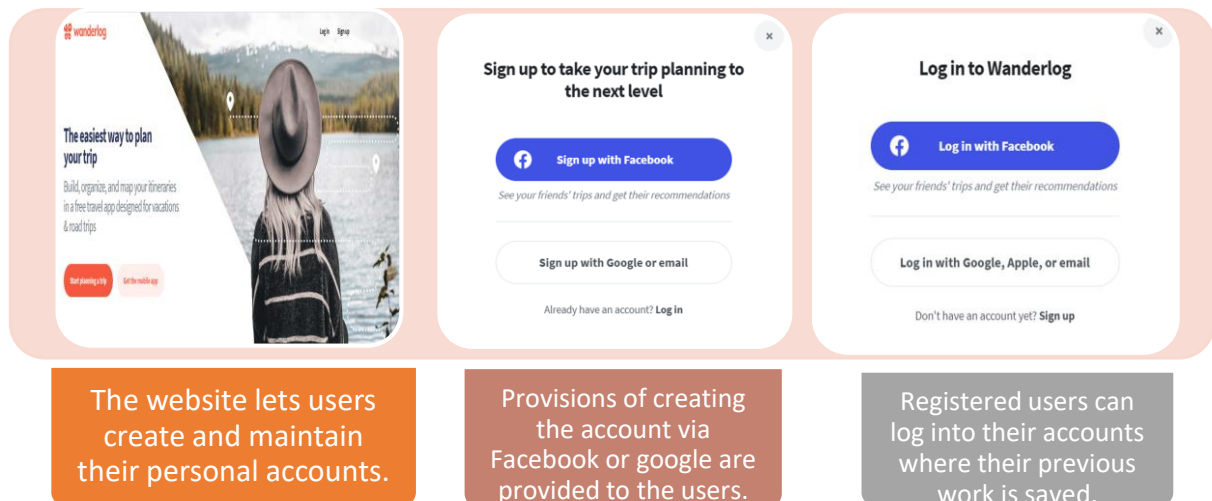 wanderlog
Log in Signup
The easiest way to plan
your trip
Build, organize, and map your itineraries
in a free travel app designed for vacations
& road trips
Start planning a trip
Get the mobile app
×
Sign up to take your trip planning to
the next level
Sign up with Facebook
See your friends' trips and get their recommendations
Sign up with Google or email
Already have an account? Log in
×
Log in to Wanderlog
Log in with Facebook
See your friends' trips and get their recommendations
Log in with Google, Apple, or email
Don't have an account yet? Sign up
The website lets users
create and maintain
their personal accounts.
Provisions of creating
the account via
Facebook or google are
provided to the users.
Registered users can
log into their accounts
where their previous
work is saved.